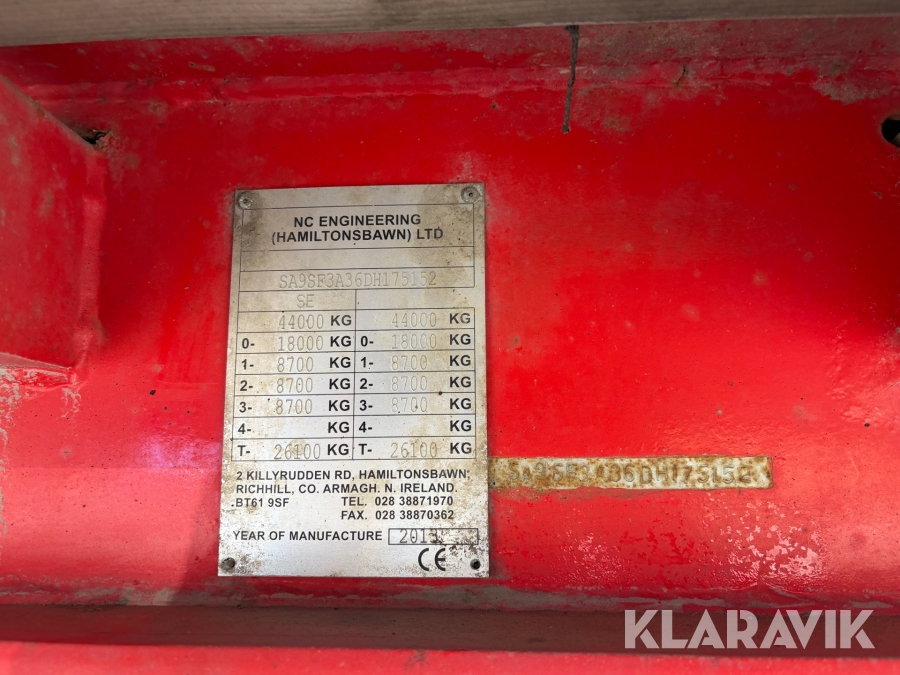 NC ENGINEERING
(HAMILTONSBAWN) LTD
SA9SF3A36DH175152
SE
44000 KG 44000 KG
0- 18000 KG 0- 18000 KG
1- 8700 KG 1- 8700 KG
2- 8700 KG 2- 8700 KG
3- 8700 KG 3- 8700 KG
4- KG 4- KG
T- 26100 KG T- 26100 KG
2 KILLYRUDDEN RD, HAMILTONSBAWN;
RICHHILL, CO. ARMAGH. N. IRELAND.
BT61 9SF TEL. 028 38871970
FAX. 028 38870362
YEAR OF MANUFACTURE 2013
CE
KLARAVIK